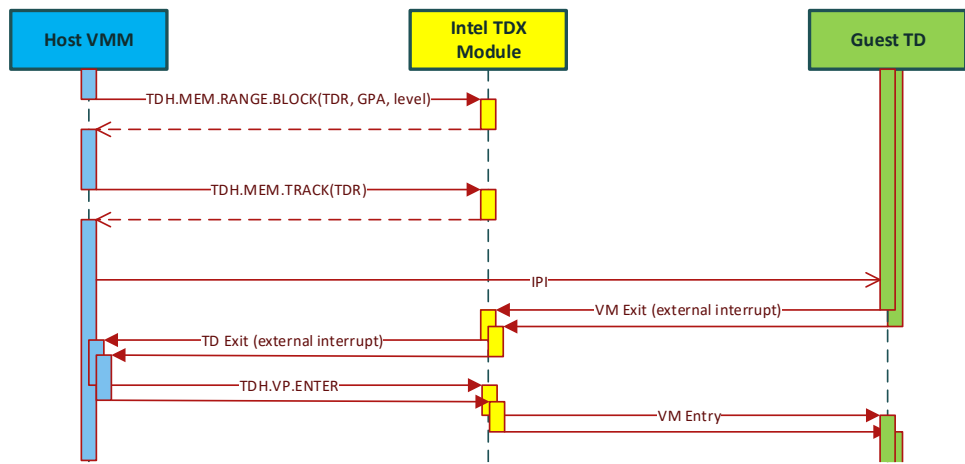 Host VMM
Intel TDX
Module
Guest TD
TDH.MEM.RANGE.BLOCK(TDR, GPA, level)
TDH.MEM.TRACK(TDR)
IPI
VM Exit (external interrupt)
TD Exit (external interrupt)
TDH.VP.ENTER
VM Entry